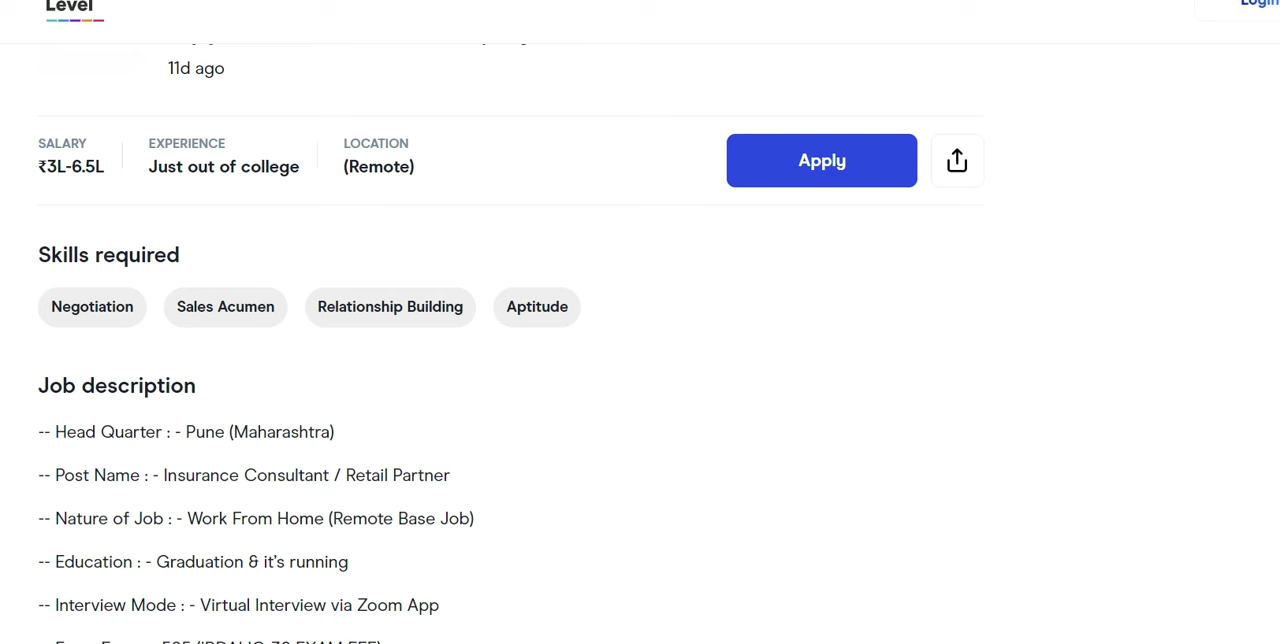 Level
Login
11d ago
SALARY
EXPERIENCE
LOCATION
₹3L-6.5L
Just out of college
(Remote)
Apply
Skills required
Negotiation
Sales Acumen
Relationship Building
Aptitude
Job description
-- Head Quarter : - Pune (Maharashtra)
-- Post Name : - Insurance Consultant / Retail Partner
-- Nature of Job : - Work From Home (Remote Base Job)
-- Education : - Graduation & it's running
-- Interview Mode : - Virtual Interview via Zoom App